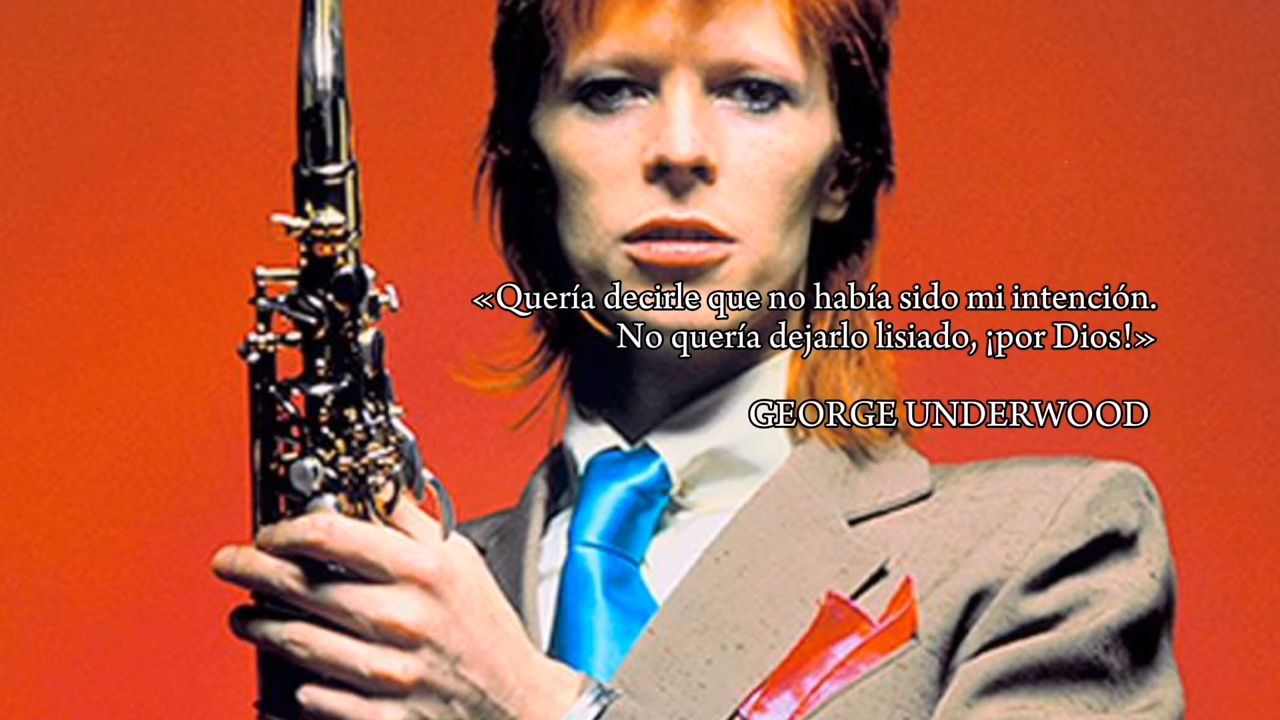 «Quería decirle que no había sido mi intención.
No quería dejarlo lisiado, ¡por Dios!»
GEORGE UNDERWOOD